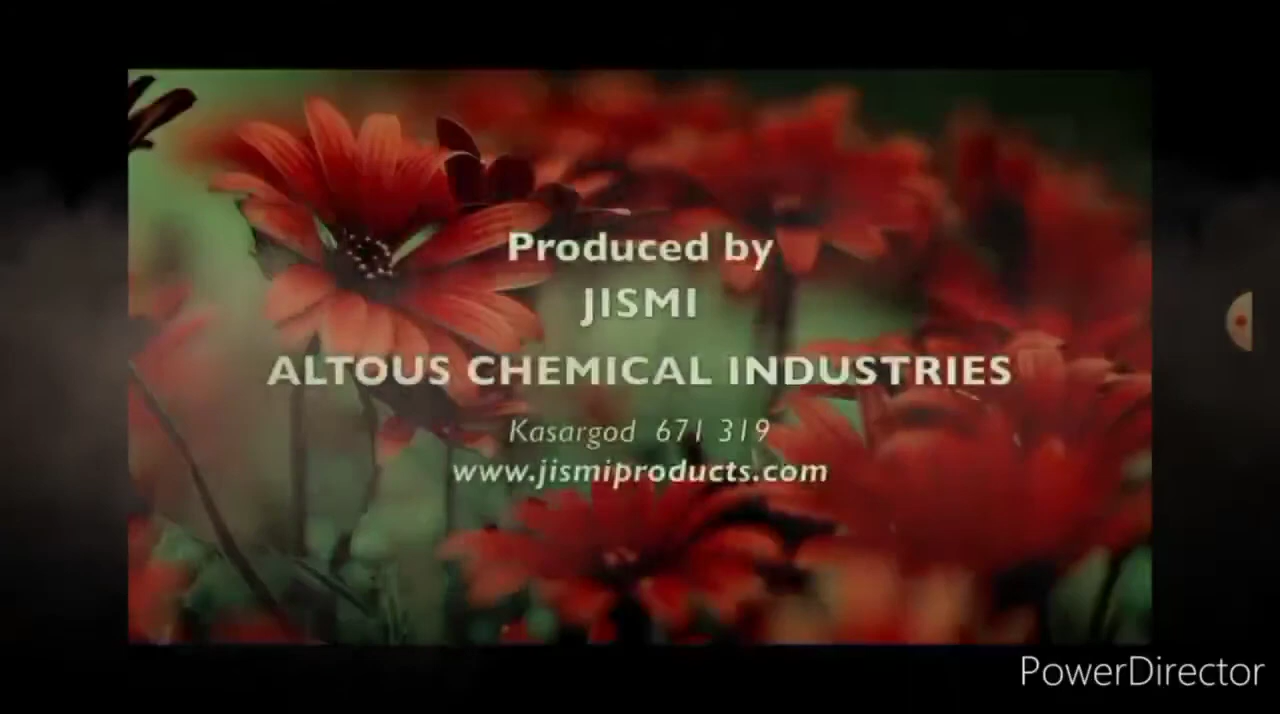 Produced by
JISMI
ALTOUS CHEMICAL INDUSTRIES
Kasargod 671 319
www.jismiproducts.com
PowerDirector